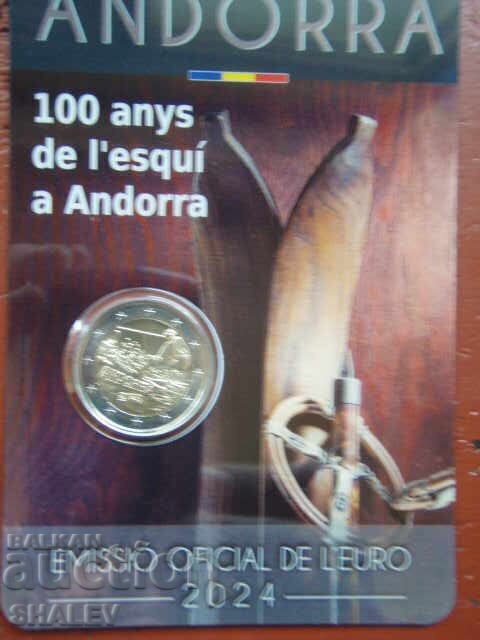 ANDORRA
100 anys
de l'esquí
a Andorra
EMISSIÓ OFICIAL DE L'EURO
2024
BALKAN
auction
SHALEV